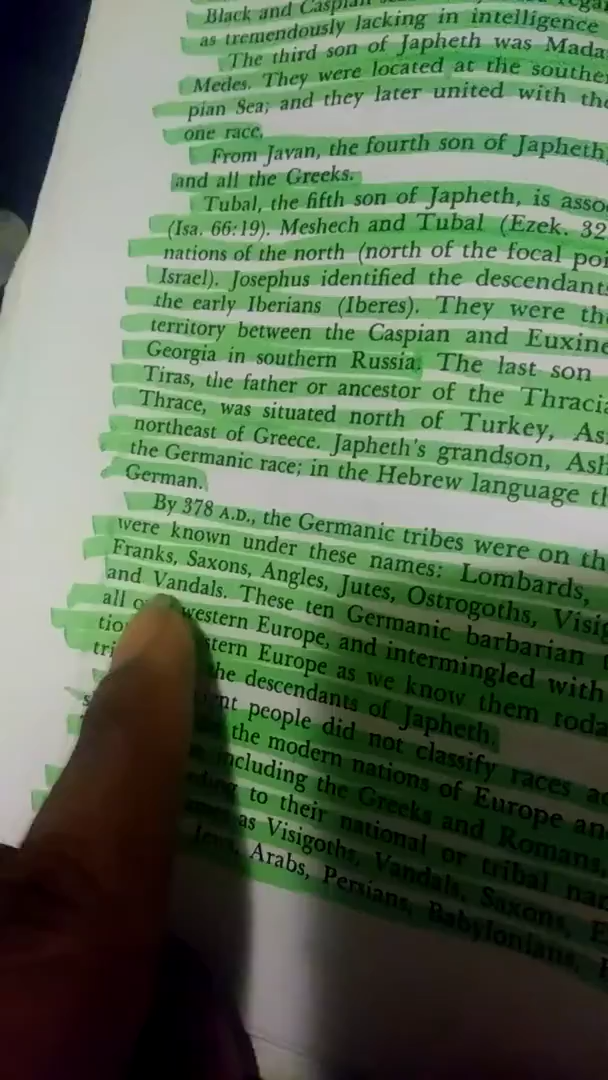 Black and Caspian
as tremendously lacking in intelligence
The third son of Japheth was Mada
Medes. They were located at the southe
pian Sea; and they later united with the
one race.
From Javan, the fourth son of Japheth,
and all the Greeks.
Tubal, the fifth son of Japheth, is asso
(Isa. 66:19). Meshech and Tubal (Ezek. 32
nations of the north (north of the focal poi
Israel). Josephus identified the descendants
the early Iberians (Iberes). They were the
territory between the Caspian and Euxine
Georgia in southern Russia. The last son
Tiras, the father or ancestor of the Thracia
Thrace, was situated north of Turkey, As
northeast of Greece. Japheth's grandson, Ash
the Germanic race; in the Hebrew language th
German.
By 378 A.D., the Germanic tribes were on th
were known under these names: Lombards,
Franks, Saxons, Angles, Jutes, Ostrogoths, Visig
and Vandals. These ten Germanic barbarian
all western Europe, and intermingled with
tio stern Europe as we know them toda
tri he descendants of Japheth.
nt people did not classify races a
the modern nations of Europe an
including the Greeks and Romans,
ding to their national or tribal na
as Visigoths, Vandals, Saxons, E
Jews, Arabs, Persians, Babylonians,